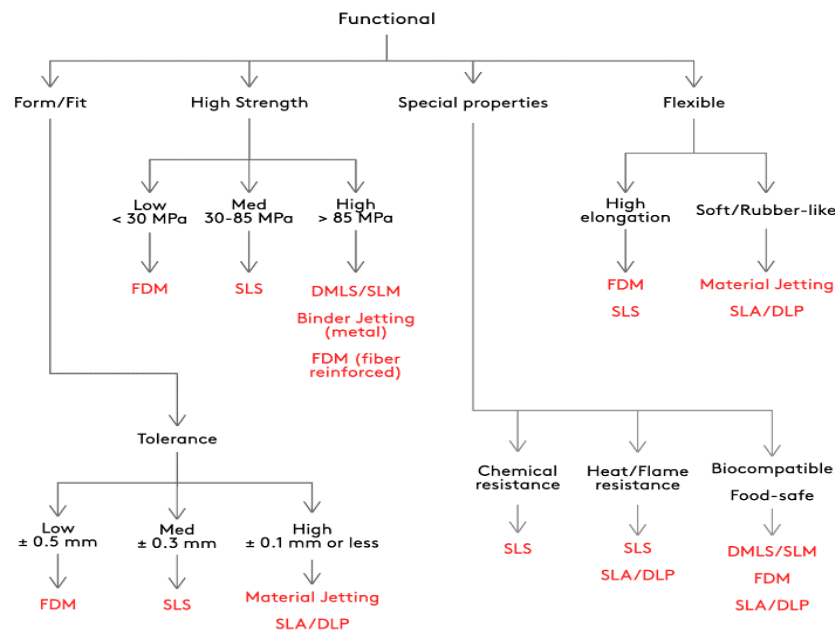 Functional
Form/Fit
High Strength
Special properties
Flexible
Low
< 30 MPa
Med
30-85 MPa
High
> 85 MPa
High
elongation
Soft/Rubber-like
FDM
SLS
DMLS/SLM
Binder Jetting
(metal)
FDM (fiber
reinforced)
FDM
SLS
Material Jetting
SLA/DLP
Tolerance
Chemical
resistance
Heat/Flame
resistance
Biocompatible
Food-safe
Low
± 0.5 mm
Med
± 0.3 mm
High
± 0.1 mm or less
SLS
SLS
SLA/DLP
DMLS/SLM
FDM
SLA/DLP
FDM
SLS
Material Jetting
SLA/DLP